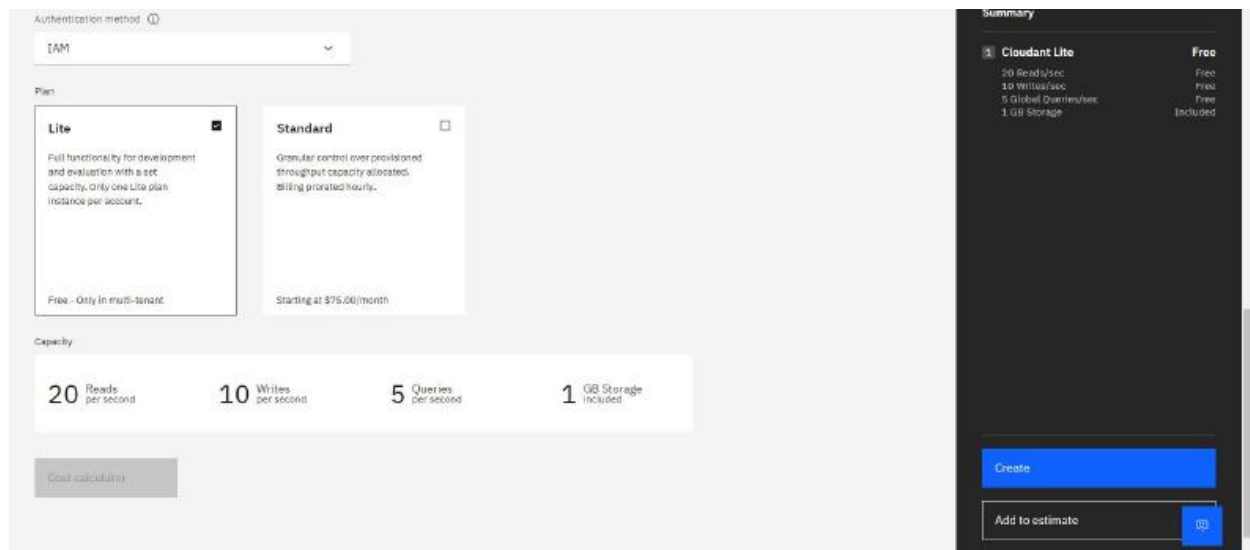 Authentication method
IAM
Plan
Lite
Full functionality for development
and evaluation with a set
capacity. Only one Lite plan
instance per account.
Free - Only in multi-tenant
Standard
Granular control over provisioned
throughput capacity allocated.
Billing prorated hourly.
Starting at $75.00/month
Capacity
20 Reads
per second
10 Writes
per second
5 Queries
per second
1 GB Storage
included
Cost calculator
Summary
1 Cloudant Lite Free
20 Reads/sec Free
10 Writes/sec Free
5 Global Queries/sec Free
1 GB Storage Included
Create
Add to estimate